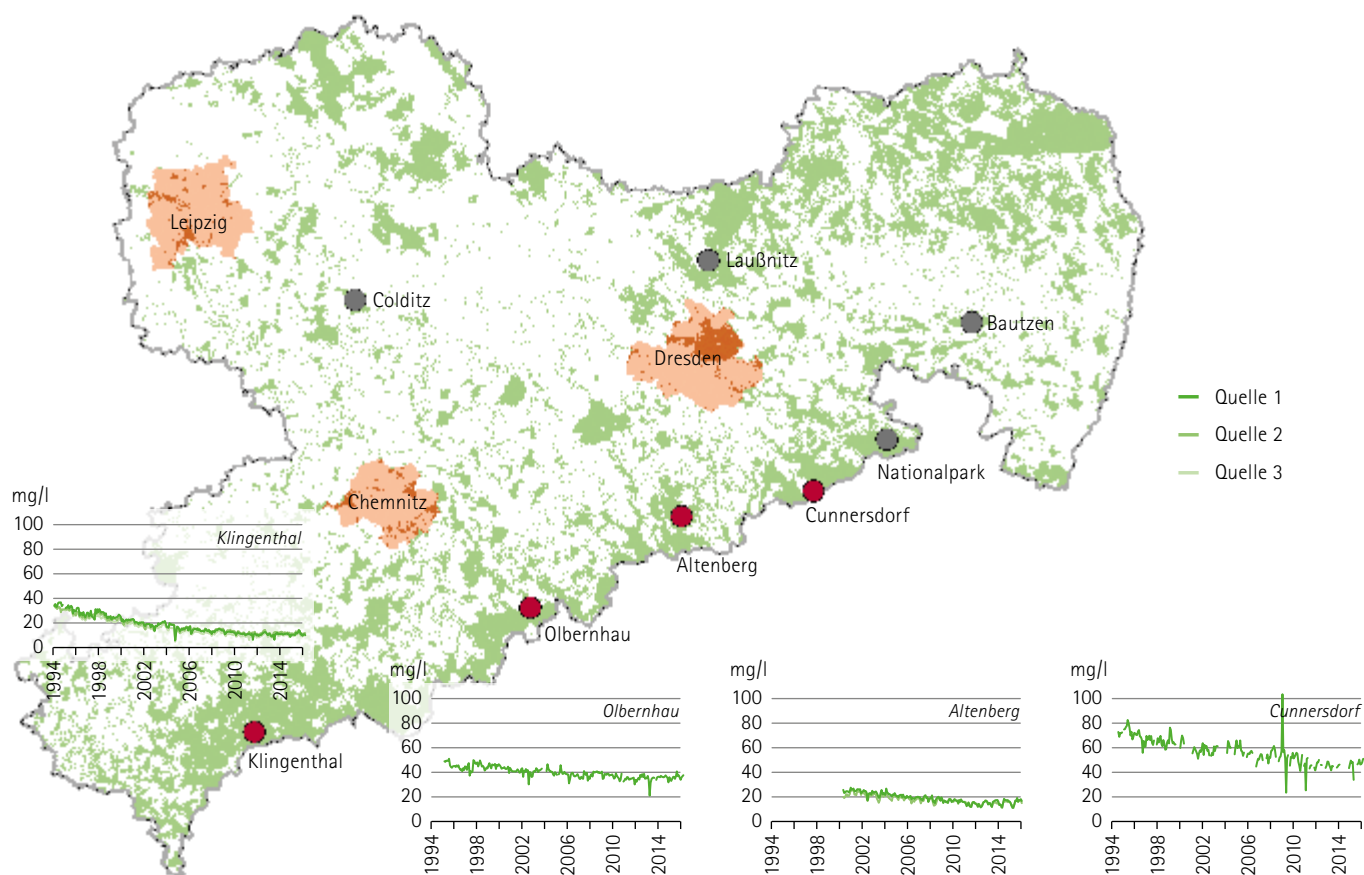 Leipzig
Laußnitz
Colditz
Bautzen
Dresden
Quelle 1
Quelle 2
Quelle 3
Nationalpark
Chemnitz
Cunnersdorf
Altenberg
Olbernhau
Klingenthal
mg/l
Klingenthal
100
80
60
40
20
0
1994
1998
2002
2006
2010
2014
mg/l
Olbernhau
100
80
60
40
20
0
1994
1998
2002
2006
2010
2014
mg/l
Altenberg
100
80
60
40
20
0
1994
1998
2002
2006
2010
2014
mg/l
Cunnersdorf
100
80
60
40
20
0
1994
1998
2002
2006
2010
2014